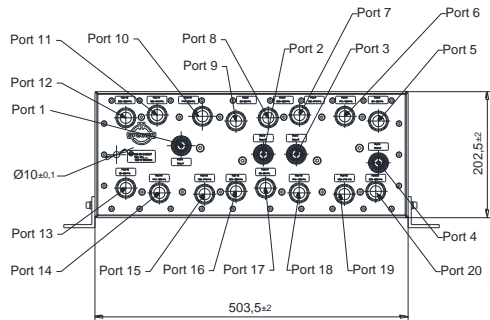 Port 7
Port 6
Port 11
Port 10
Port 8
Port 2
Port 3
Port 5
Port 9
Port 12
Port 1
Ø10±0,1
202,5±2
Port 13
Port 4
Port 14
Port 15
Port 16
Port 17
Port 18
Port 19
Port 20
503,5±2